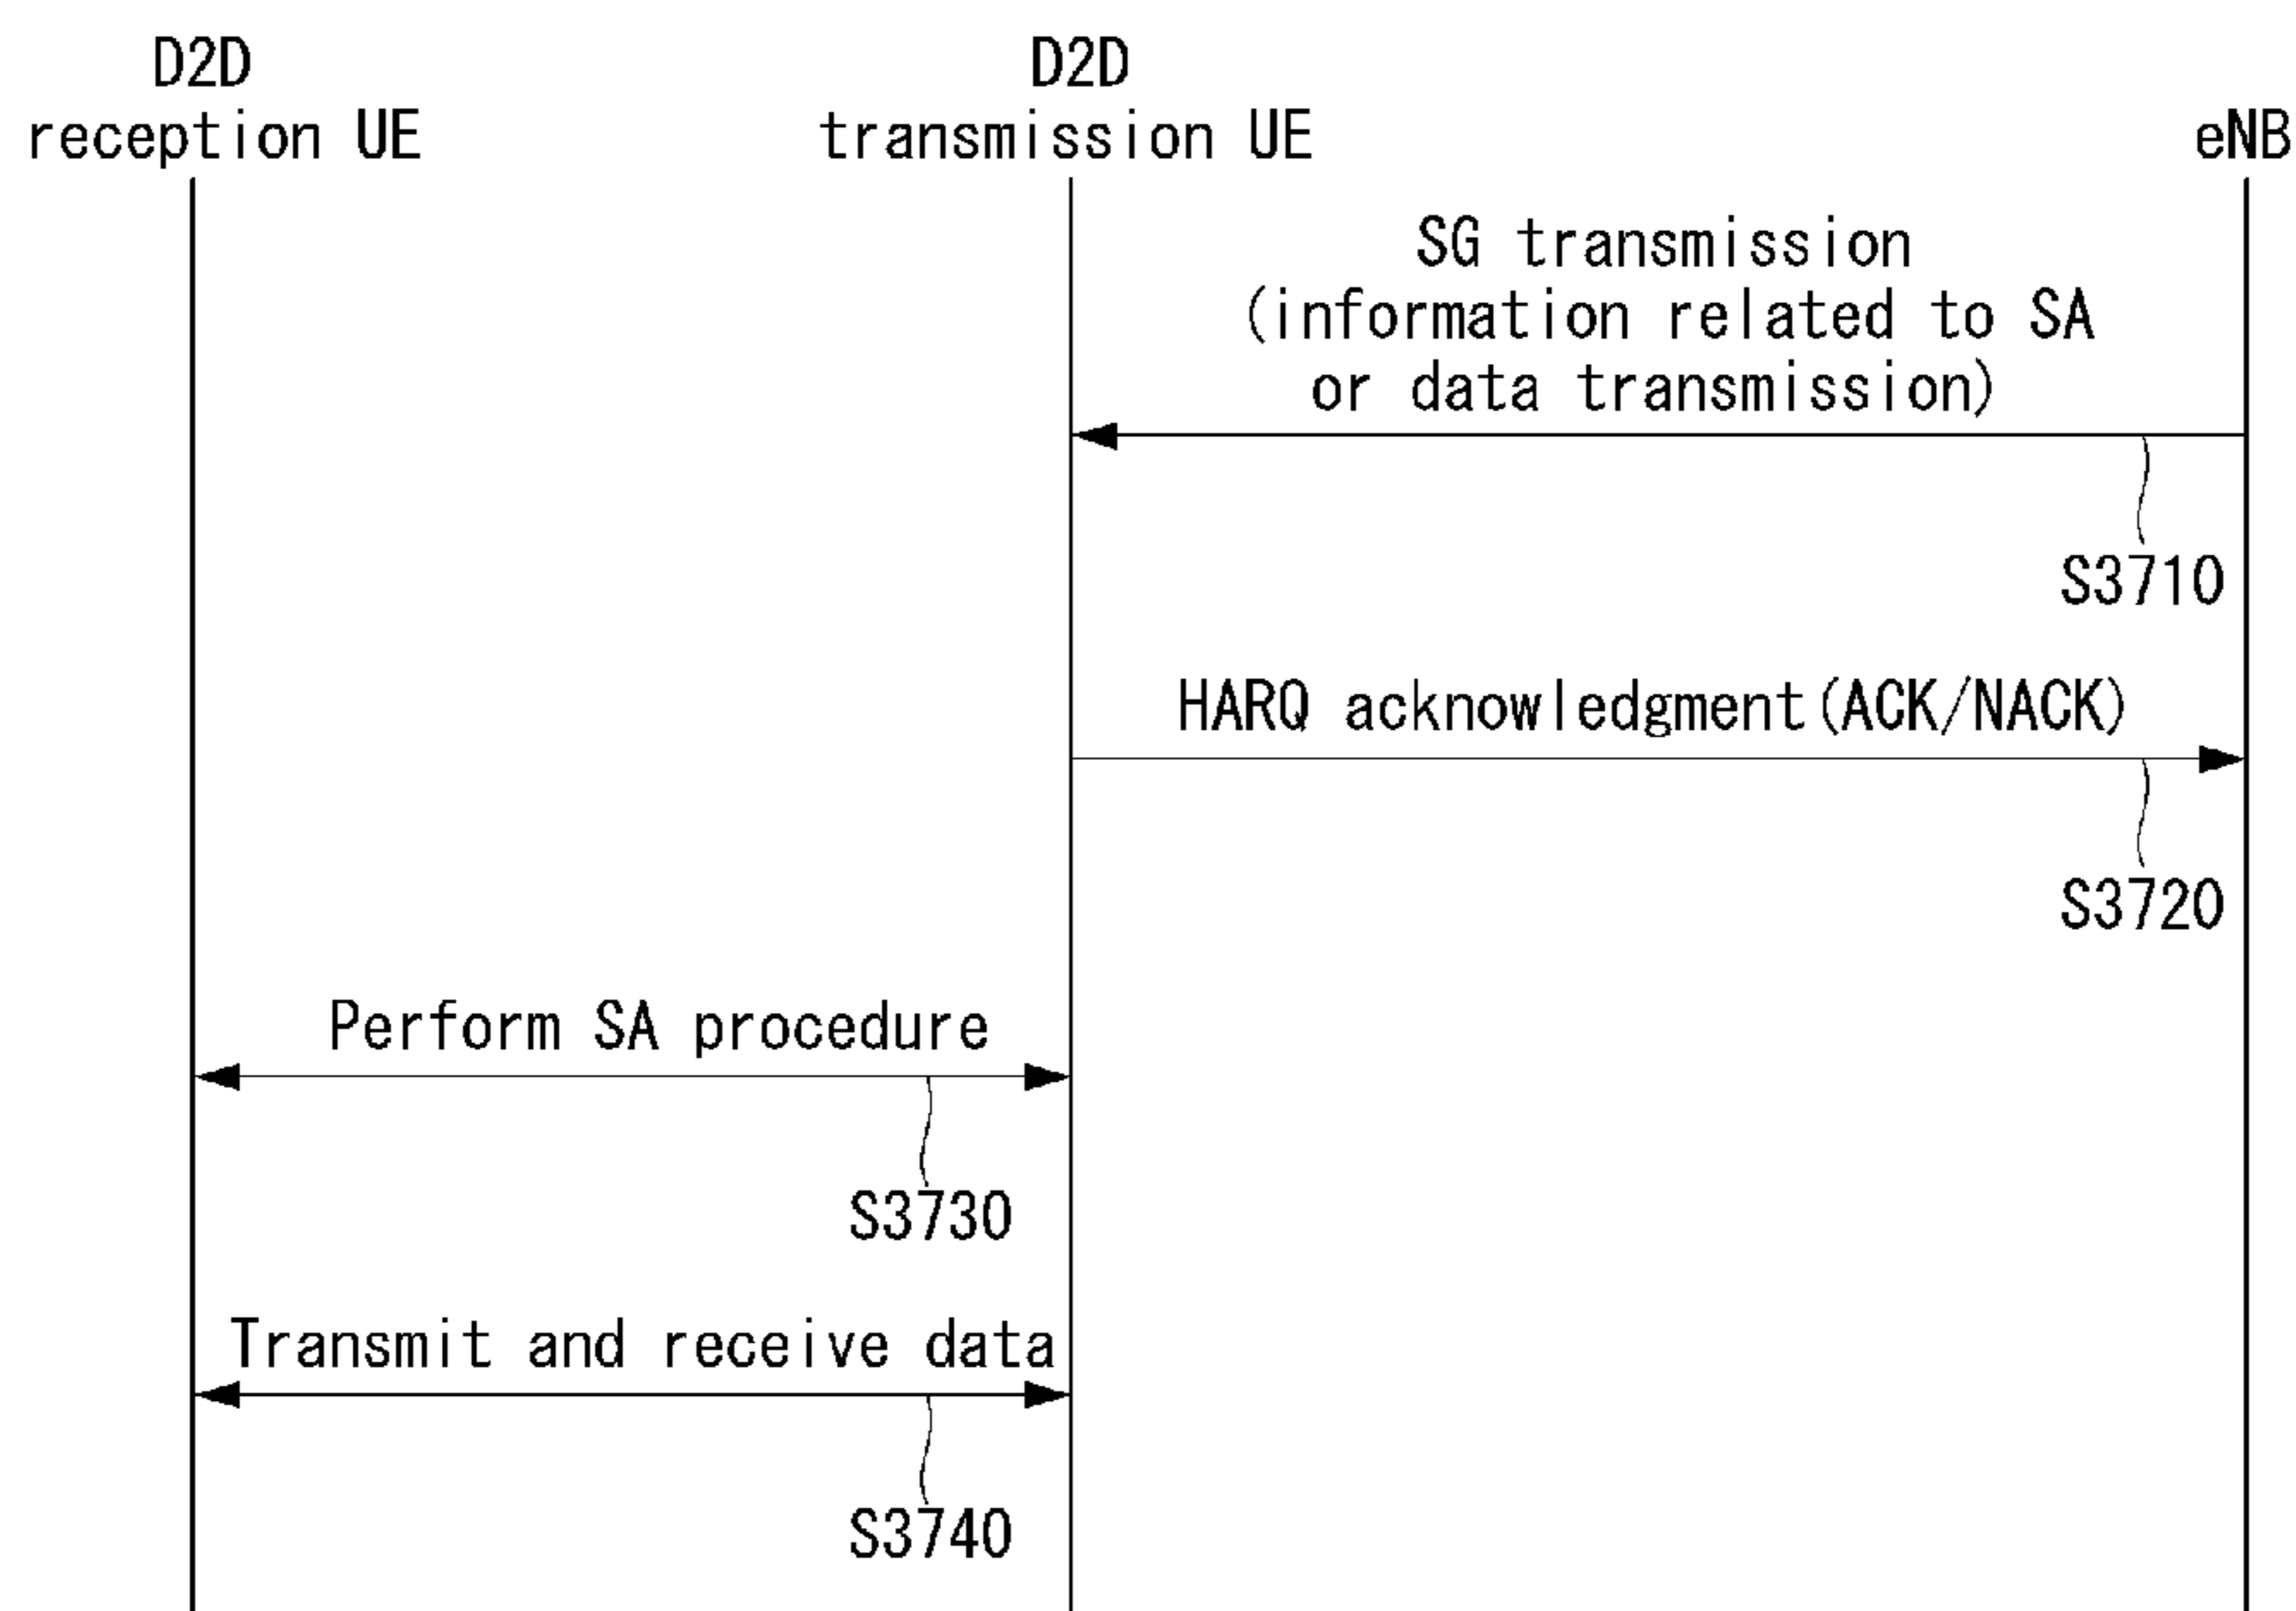 D2D
reception UE
D2D
transmission UE
eNB
SG transmission
(information related to SA
or data transmission)
S3710
HARQ acknowledgment(ACK/NACK)
S3720
Perform SA procedure
S3730
Transmit and receive data
S3740